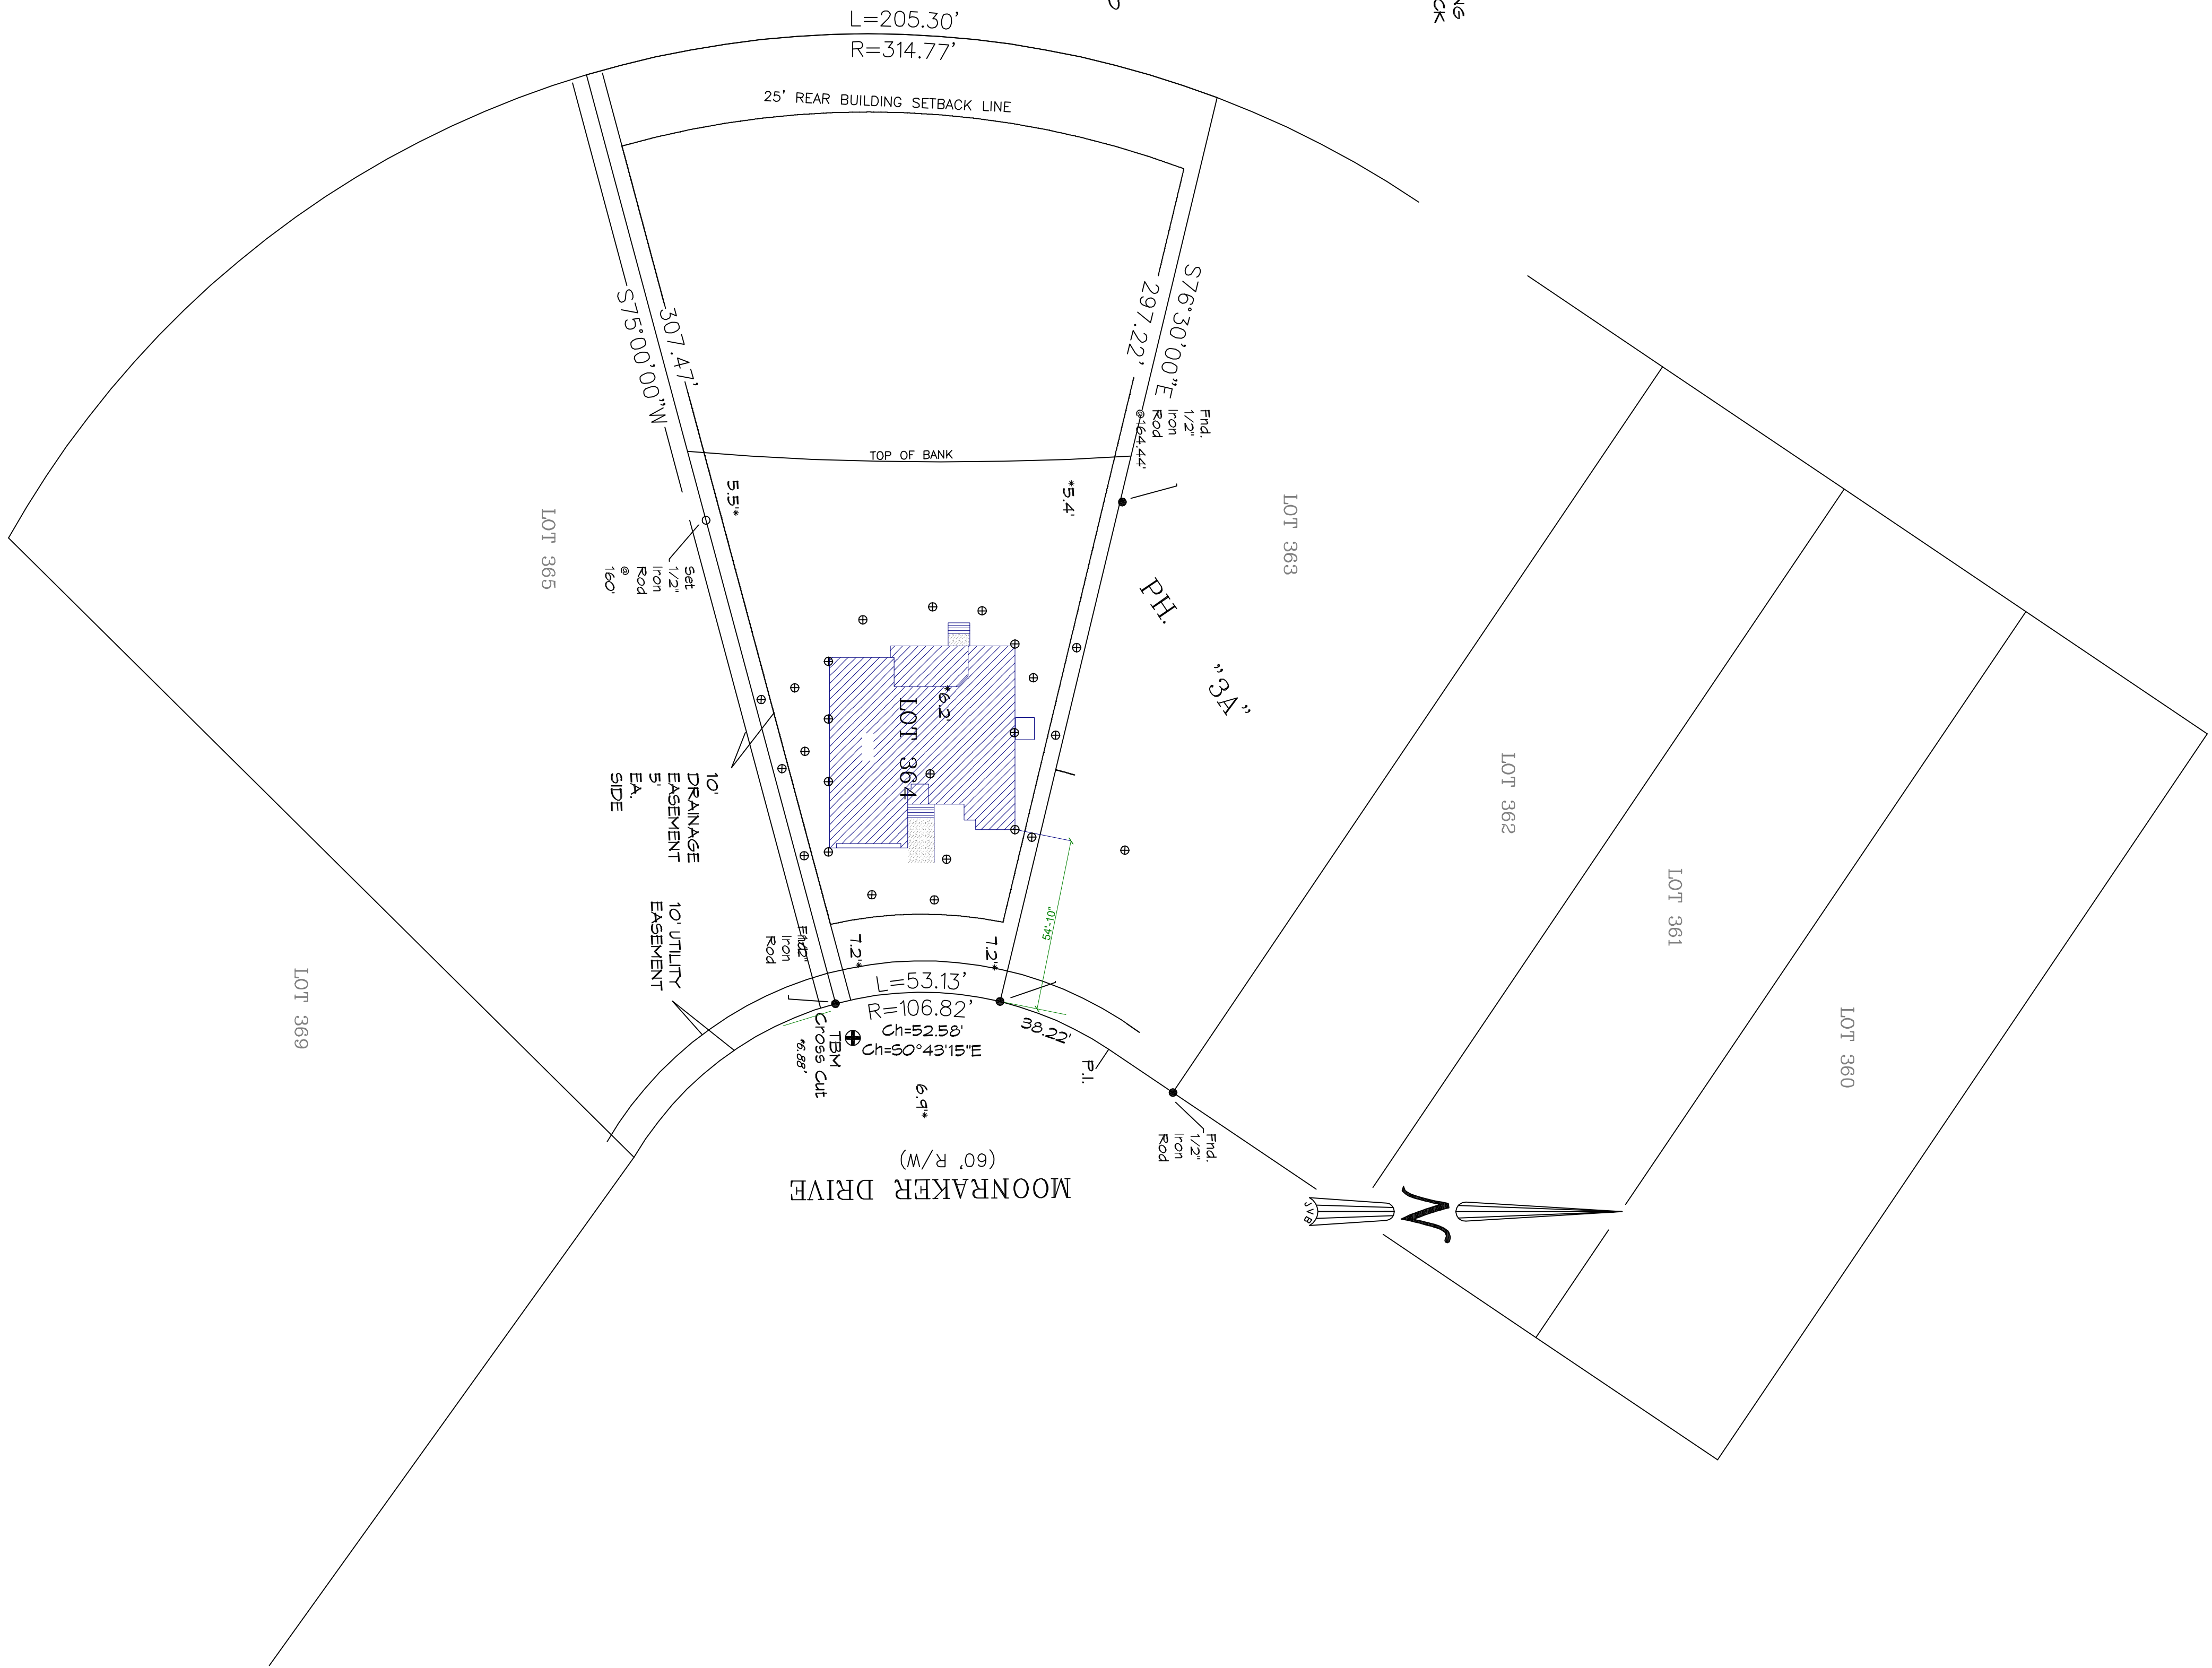 NG
CK
L=205.30'
R=314.77'
25' REAR BUILDING SETBACK LINE
S75°00'00"W
307.47'
297.22'
S76°30'00"E
Fnd.
1/2"
Iron
Rod
@164.44'
TOP OF BANK
5.5'*
*5.4'
LOT 365
LOT 363
Set
1/2"
Iron
Rod
@
160'
PH.
"3A"
*6.2'
LOT 364
LOT 362
10'
DRAINAGE
EASEMENT
5'
EA.
SIDE
LOT 361
10' UTILITY
EASEMENT
54'-10"
Iron
Rod
7.2'*
7.2'*
LOT 369
LOT 360
L=53.13'
R=106.82'
Ch=52.58'
Ch=S0°43'15"E
38.22'
TBM
Cross Cut
*6.88'
P.I.
6.9'*
Fnd.
1/2"
Iron
Rod
(60' R/W)
MOONRAKER DRIVE
N
JVB